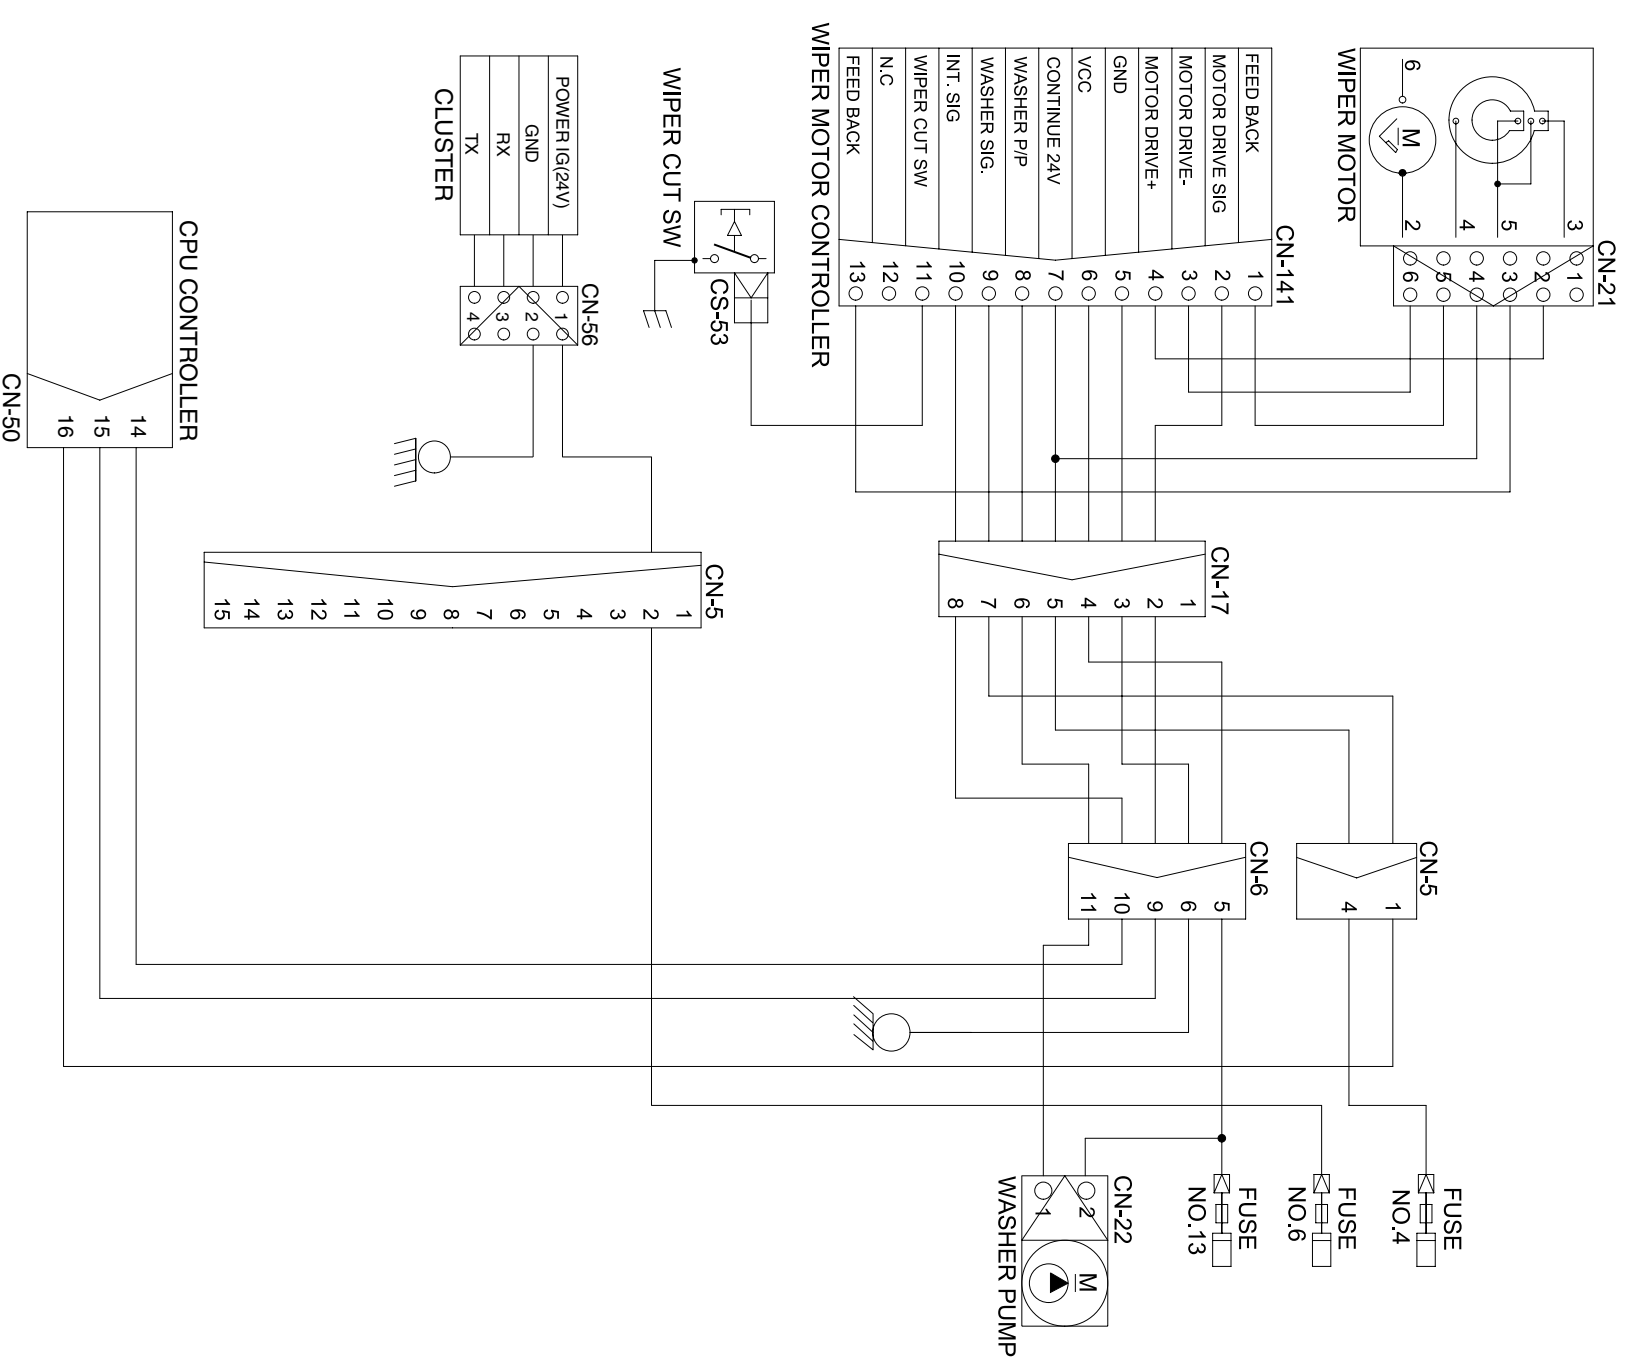 WIPER MOTOR
CN-21
6
M
2
4
5
3
1
2
3
4
5
6
WIPER MOTOR CONTROLLER
CN-141
FEED BACK 1
MOTOR DRIVE SIG 2
MOTOR DRIVE- 3
MOTOR DRIVE+ 4
GND 5
VCC 6
CONTINUE 24V 7
WASHER P/P 8
WASHER SIG. 9
INT. SIG 10
WIPER CUT SW 11
N.C 12
FEED BACK 13
WIPER CUT SW
CS-53
CLUSTER
CN-56
POWER IG(24V) 1
GND 2
RX 3
TX 4
CPU CONTROLLER
CN-50
14
15
16
CN-17
1
2
3
4
5
6
7
8
CN-5
1
2
3
4
5
6
7
8
9
10
11
12
13
14
15
CN-5
1
4
CN-6
5
6
9
10
11
FUSE
NO.4
FUSE
NO.6
FUSE
NO.13
CN-22
2
1
M
WASHER PUMP